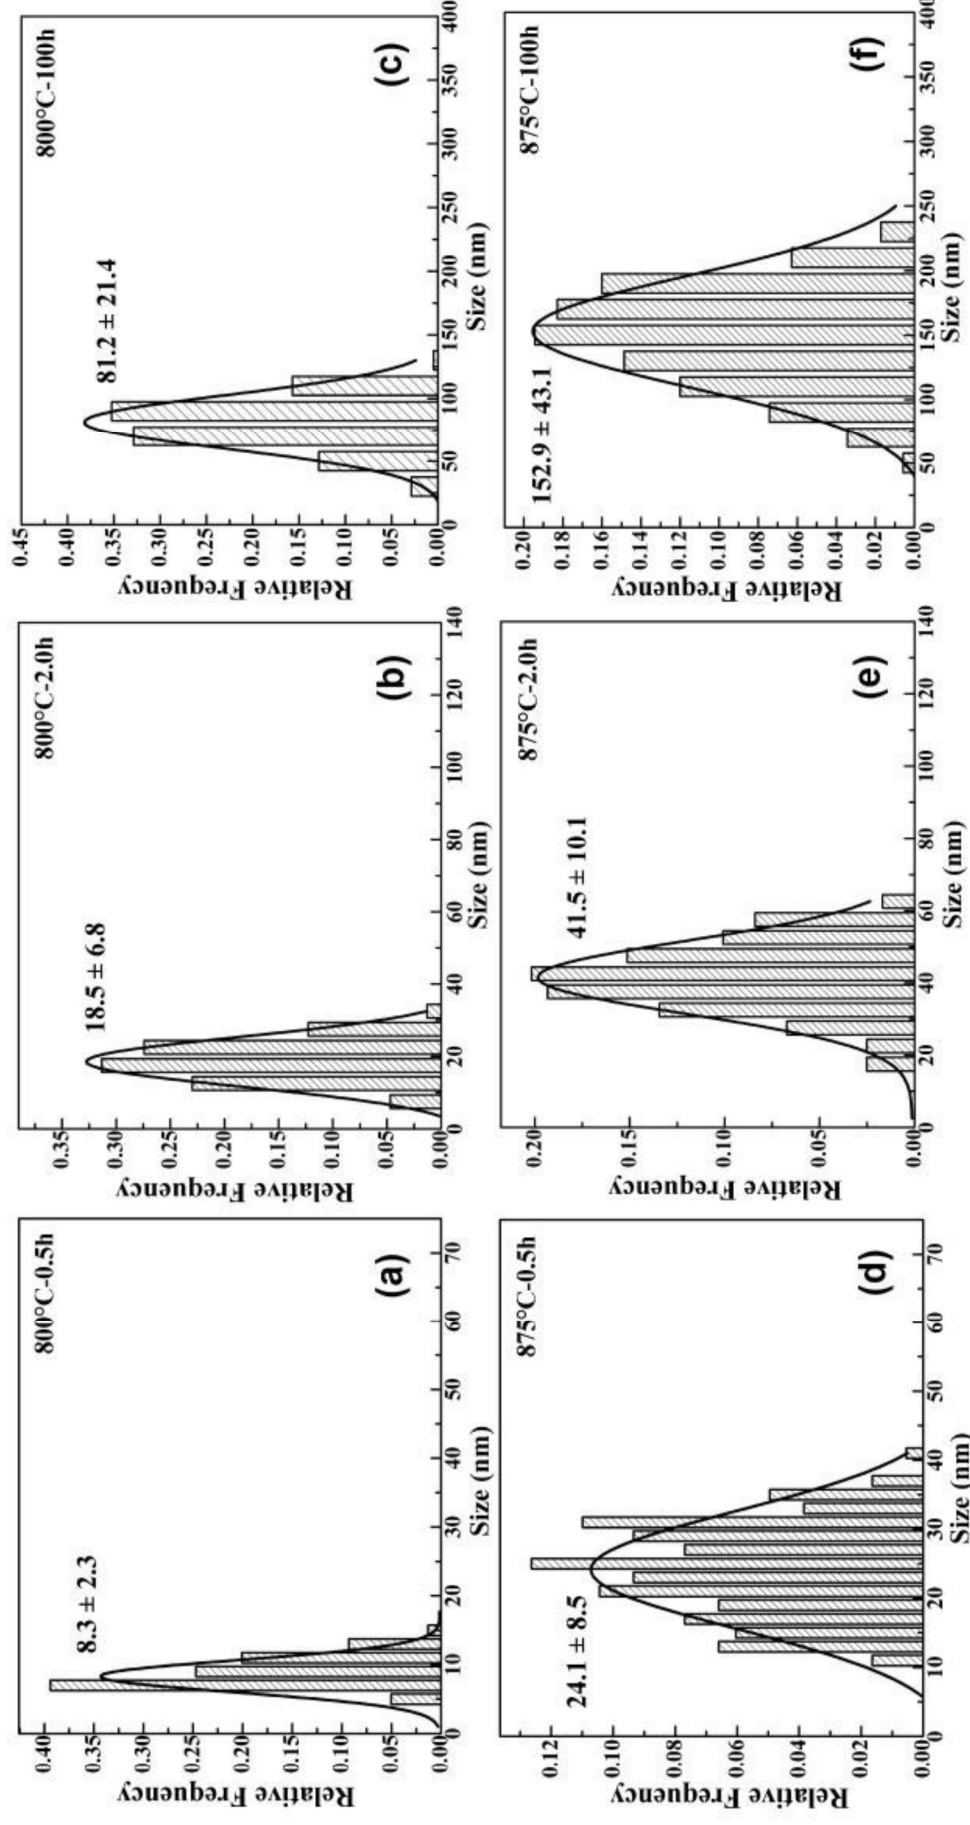 800°C-0.5h
8.3 ± 2.3
(a)
Relative Frequency
0.40
0.35
0.30
0.25
0.20
0.15
0.10
0.05
0.00
0 10 20 30 40 50 60 70
Size (nm)
800°C-2.0h
18.5 ± 6.8
(b)
Relative Frequency
0.35
0.30
0.25
0.20
0.15
0.10
0.05
0.00
0 20 40 60 80 100 120 140
Size (nm)
800°C-100h
81.2 ± 21.4
(c)
Relative Frequency
0.45
0.40
0.35
0.30
0.25
0.20
0.15
0.10
0.05
0.00
0 50 100 150 200 250 300 350 400
Size (nm)
875°C-0.5h
24.1 ± 8.5
(d)
Relative Frequency
0.12
0.10
0.08
0.06
0.04
0.02
0.00
0 10 20 30 40 50 60 70
Size (nm)
875°C-2.0h
41.5 ± 10.1
(e)
Relative Frequency
0.20
0.15
0.10
0.05
0.00
0 20 40 60 80 100 120 140
Size (nm)
875°C-100h
152.9 ± 43.1
(f)
Relative Frequency
0.20
0.18
0.16
0.14
0.12
0.10
0.08
0.06
0.04
0.02
0.00
0 50 100 150 200 250 300 350 400
Size (nm)